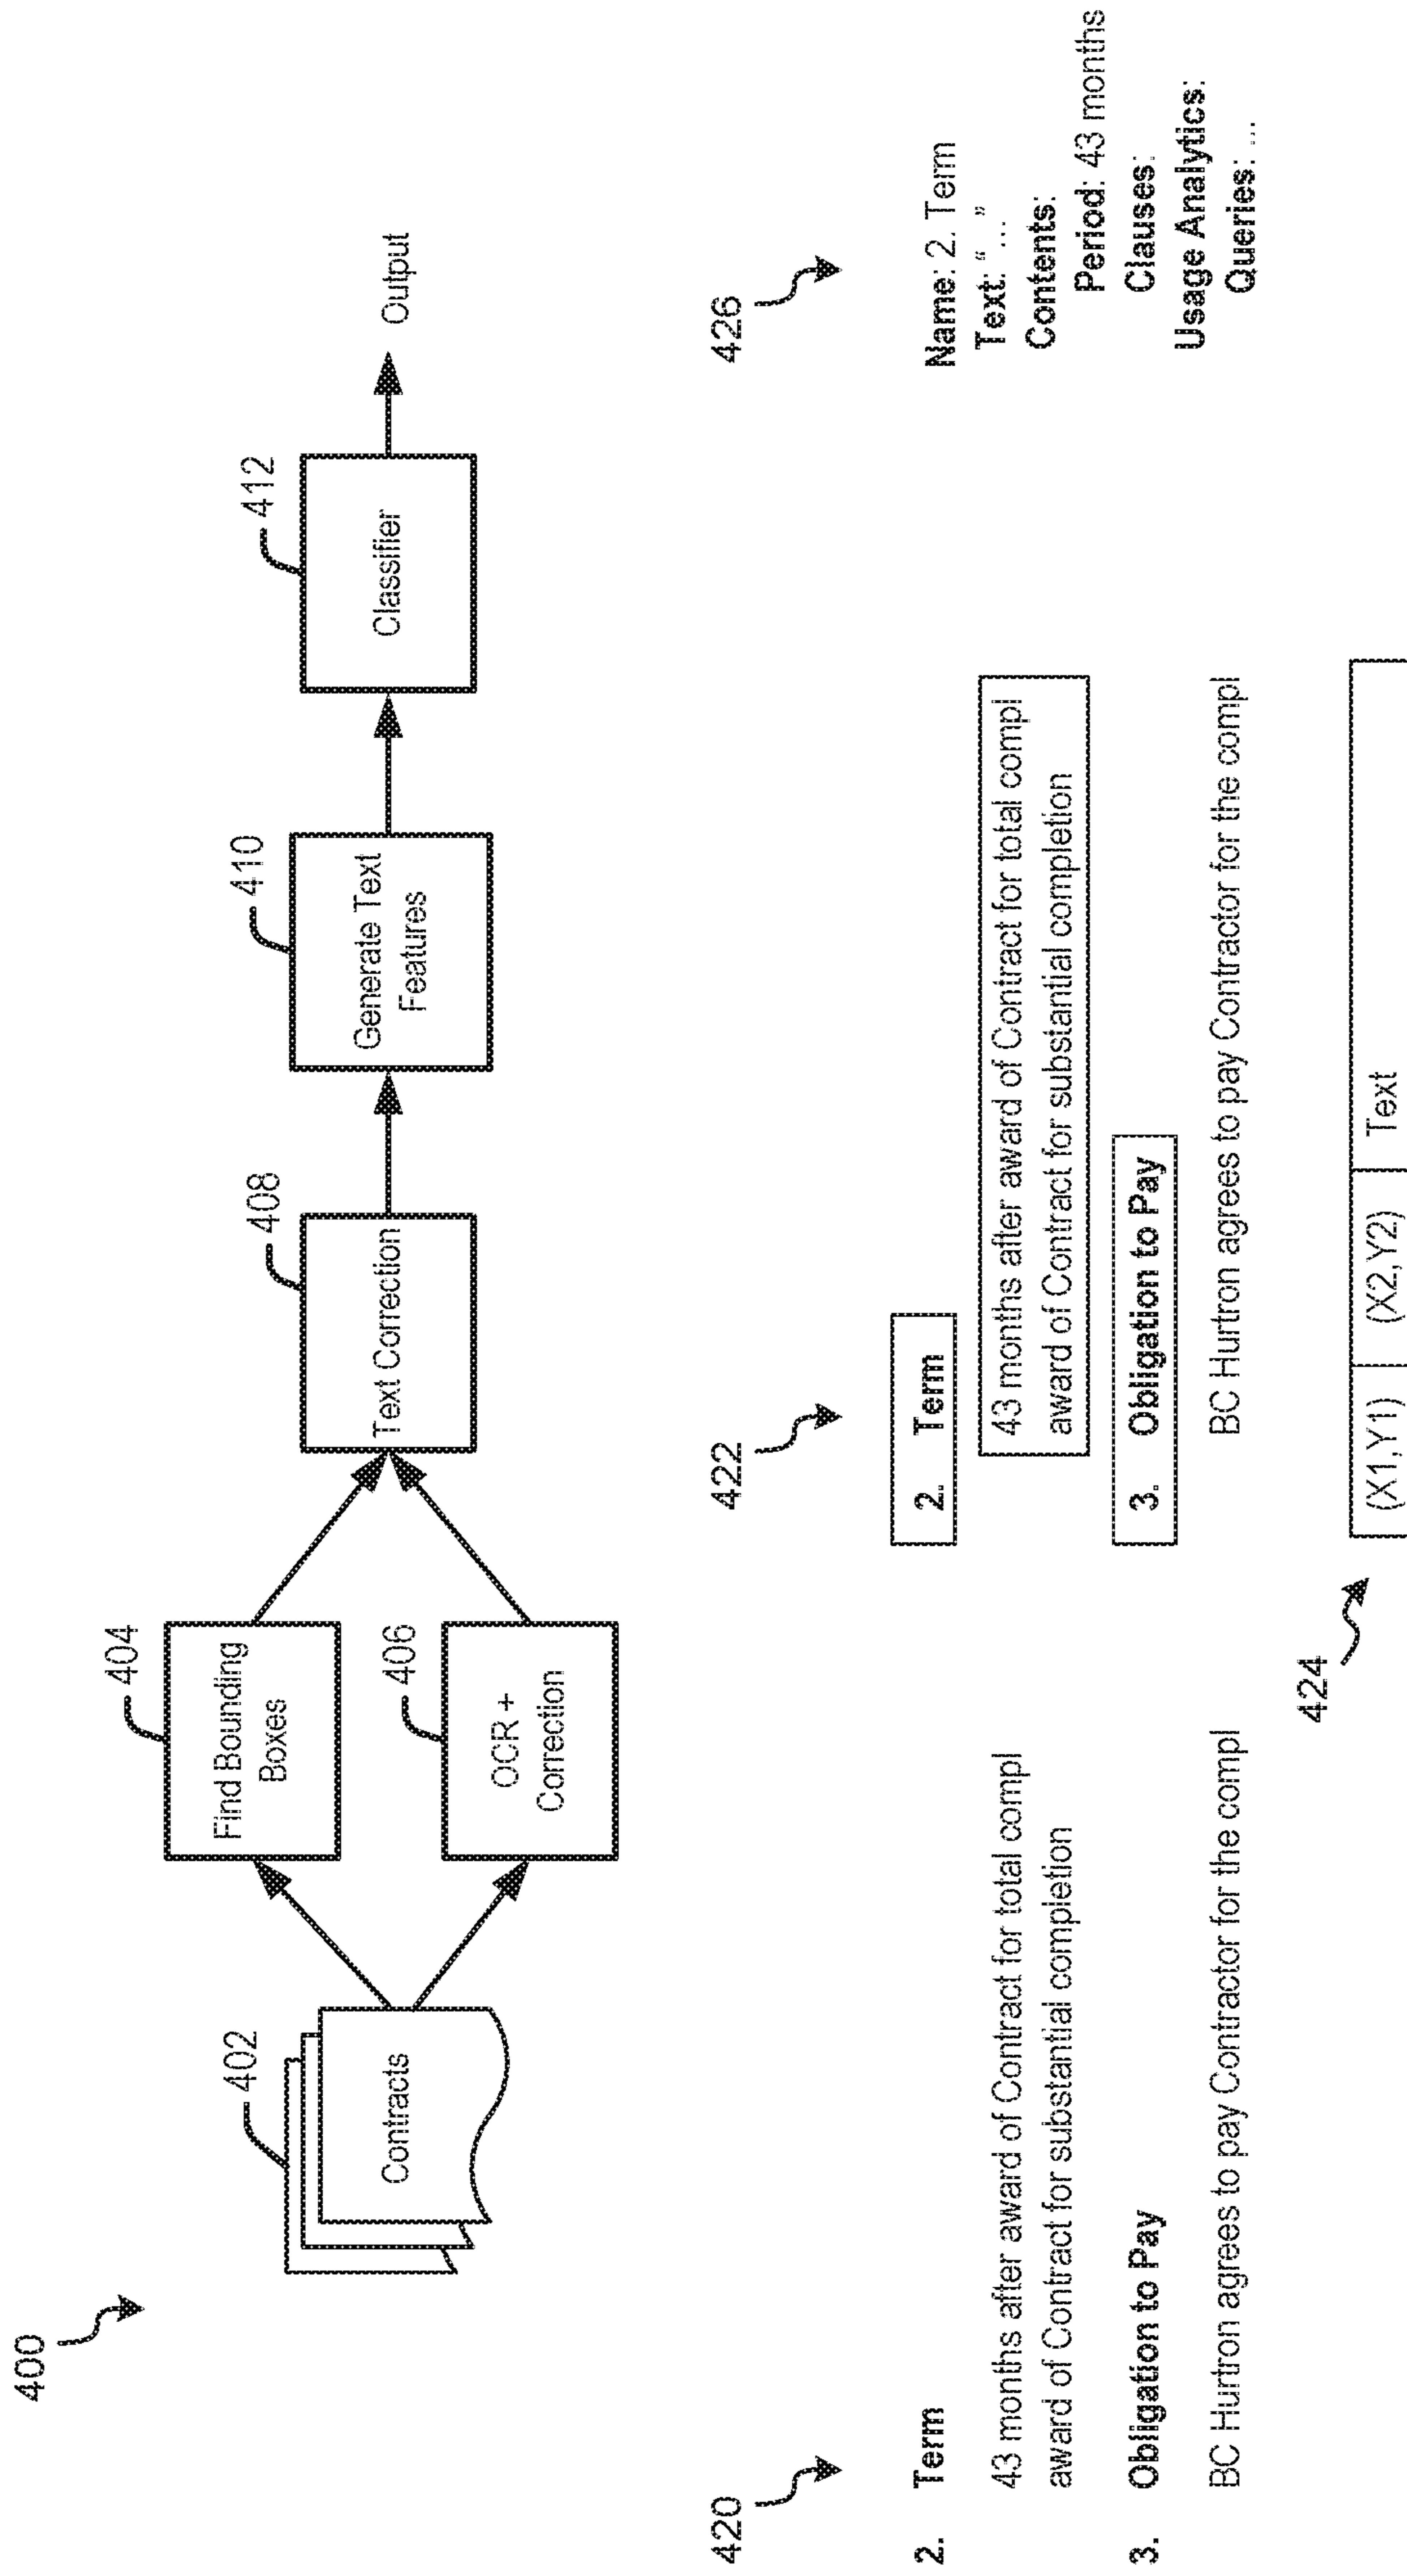 400
402
Contracts
404
Find Bounding
Boxes
406
OCR +
Correction
408
Text Correction
410
Generate Text
Features
412
Classifier
Output
420
2. Term
43 months after award of Contract for total compl
award of Contract for substantial completion
3. Obligation to Pay
BC Hurtron agrees to pay Contractor for the compl
422
2. Term
43 months after award of Contract for total compl
award of Contract for substantial completion
3. Obligation to Pay
BC Hurtron agrees to pay Contractor for the compl
424
(X1,Y1) (X2,Y2) Text
426
Name: 2. Term
Text: “ ... ”
Contents:
Period: 43 months
Clauses:
Usage Analytics:
Queries: ...